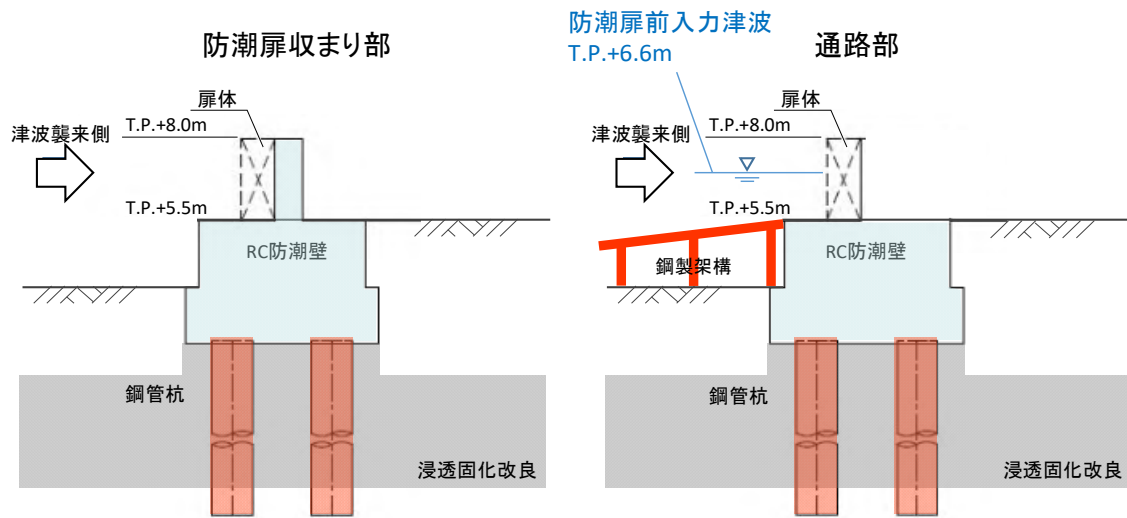 防潮扉収まり部
扉体
T.P.+8.0m
津波襲来側
T.P.+5.5m
RC防潮壁
鋼管杭
浸透固化改良
防潮扉前入力津波
T.P.+6.6m
通路部
扉体
T.P.+8.0m
津波襲来側
T.P.+5.5m
RC防潮壁
鋼製架構
鋼管杭
浸透固化改良